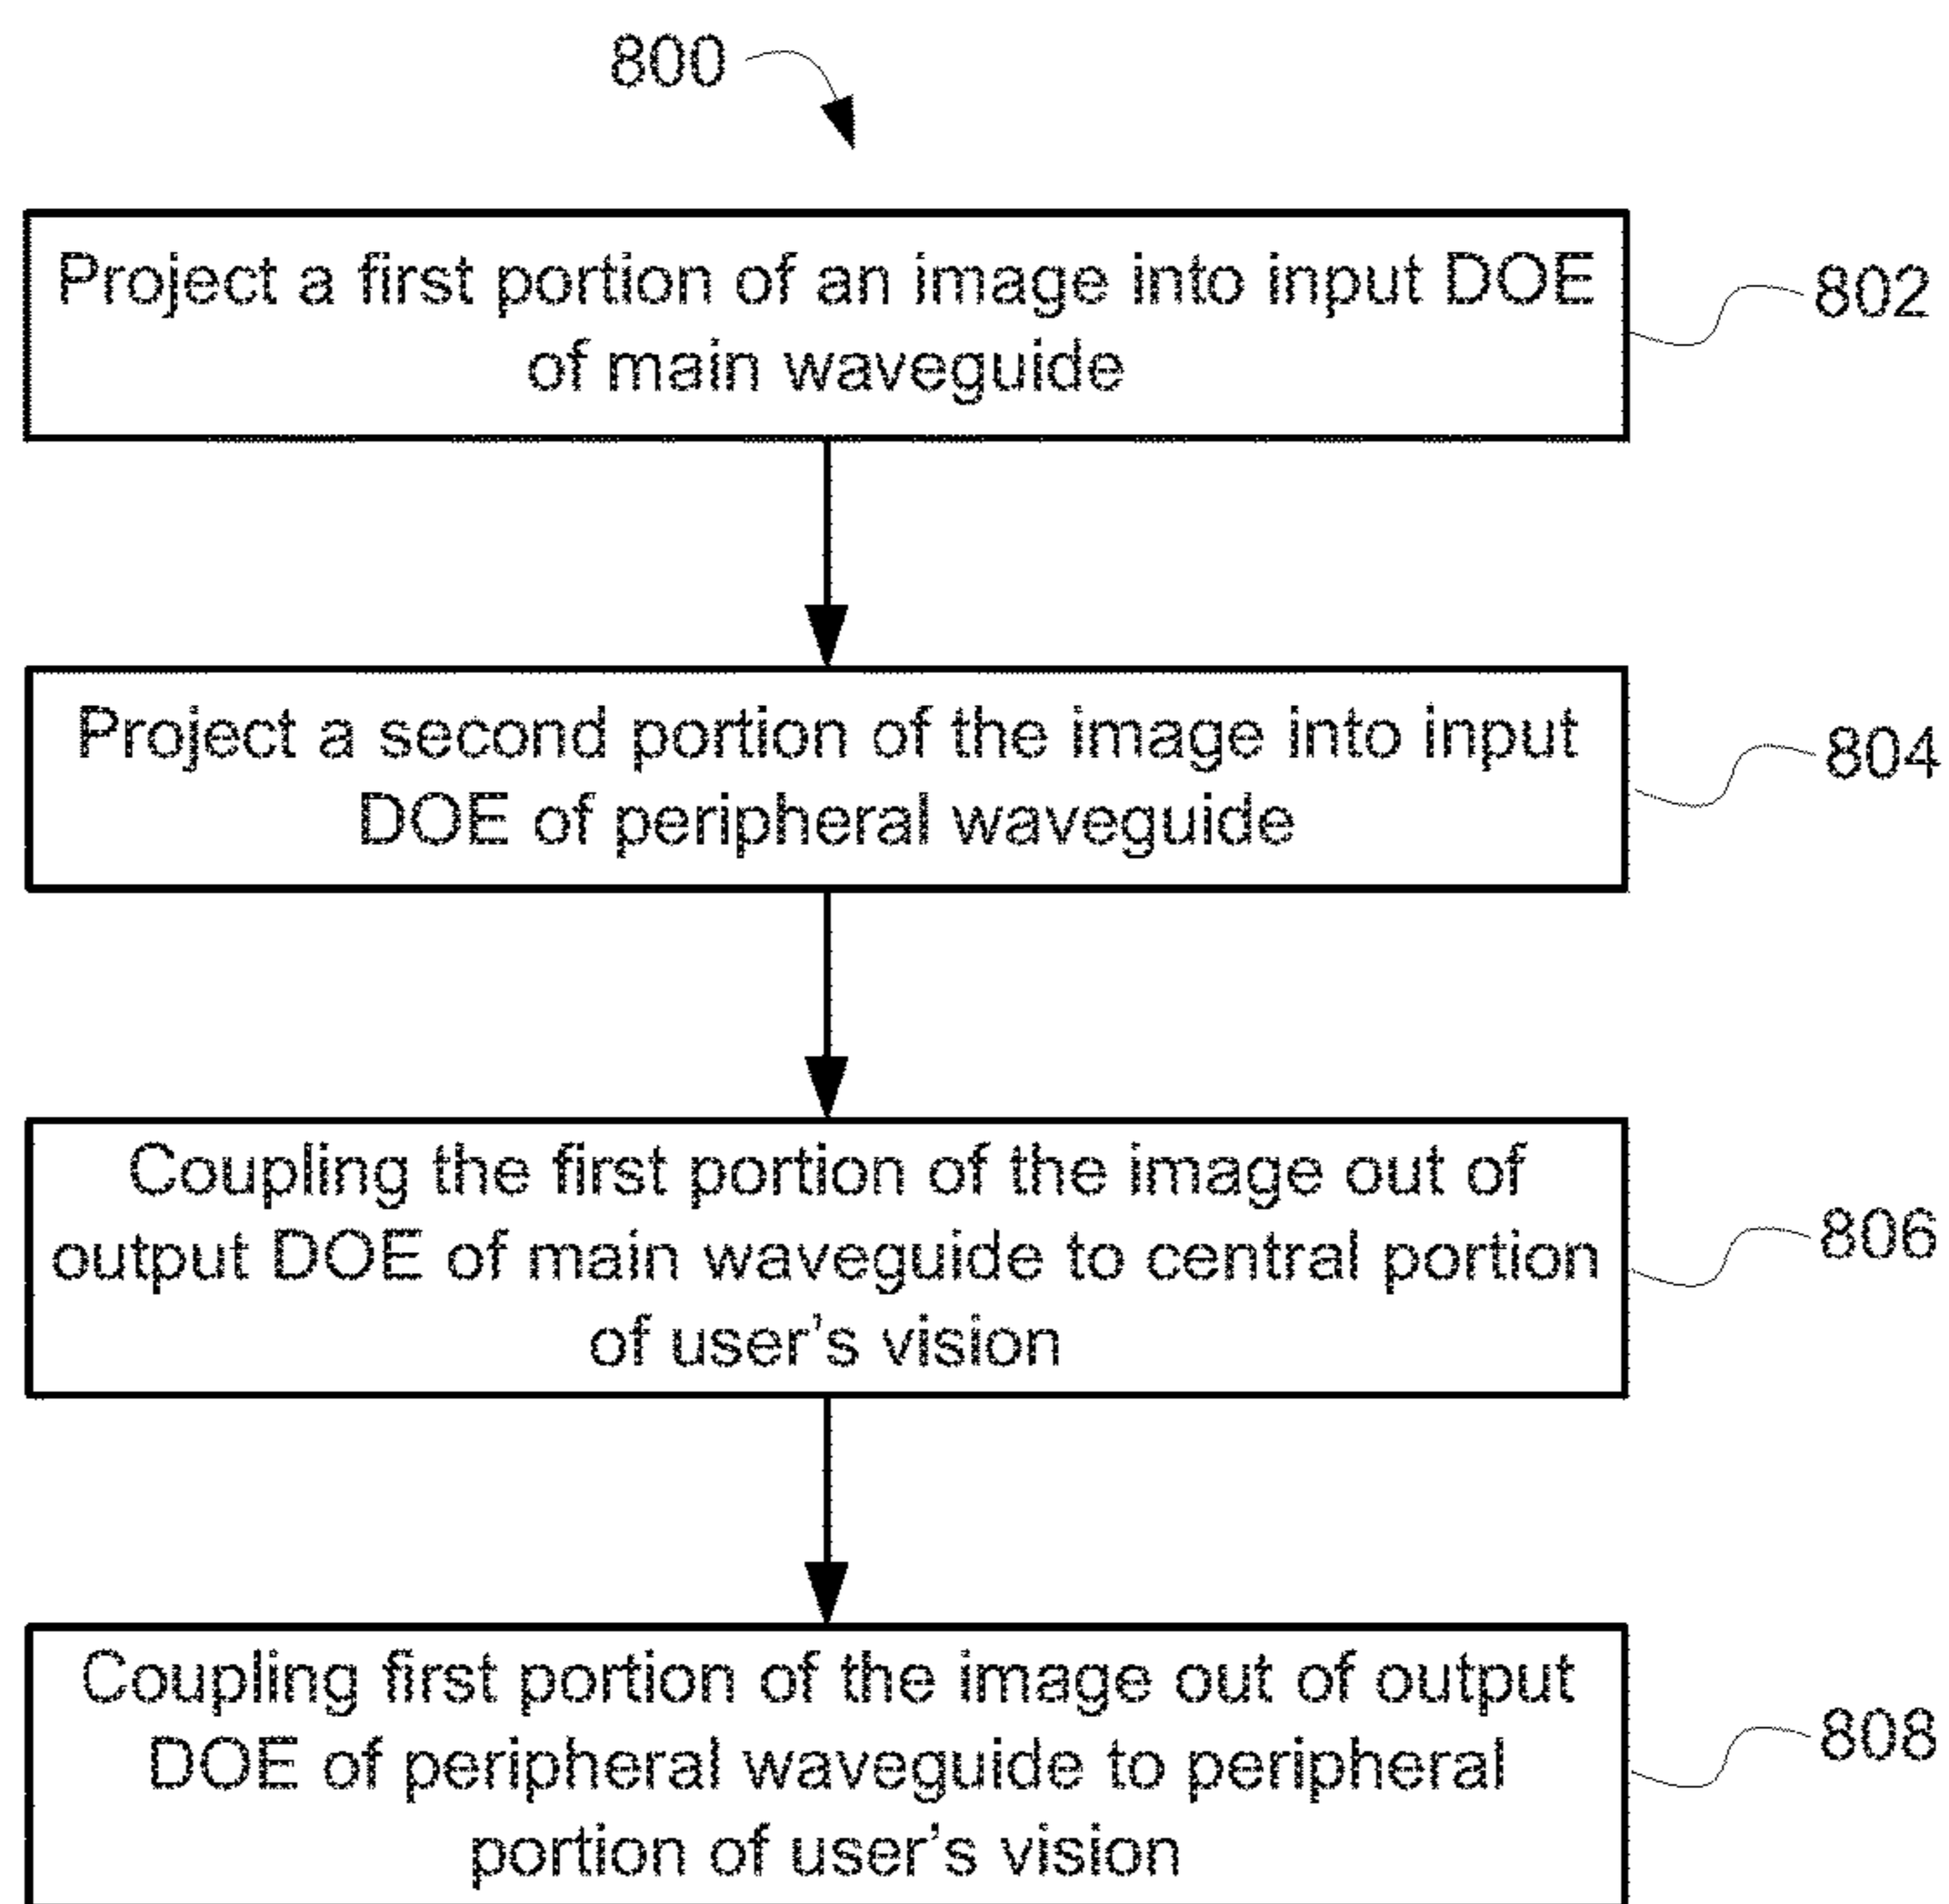 800
Project a first portion of an image into input DOE
of main waveguide
802
Project a second portion of the image into input
DOE of peripheral waveguide
804
Coupling the first portion of the image out of
output DOE of main waveguide to central portion
of user's vision
806
Coupling first portion of the image out of output
DOE of peripheral waveguide to peripheral
portion of user's vision
808